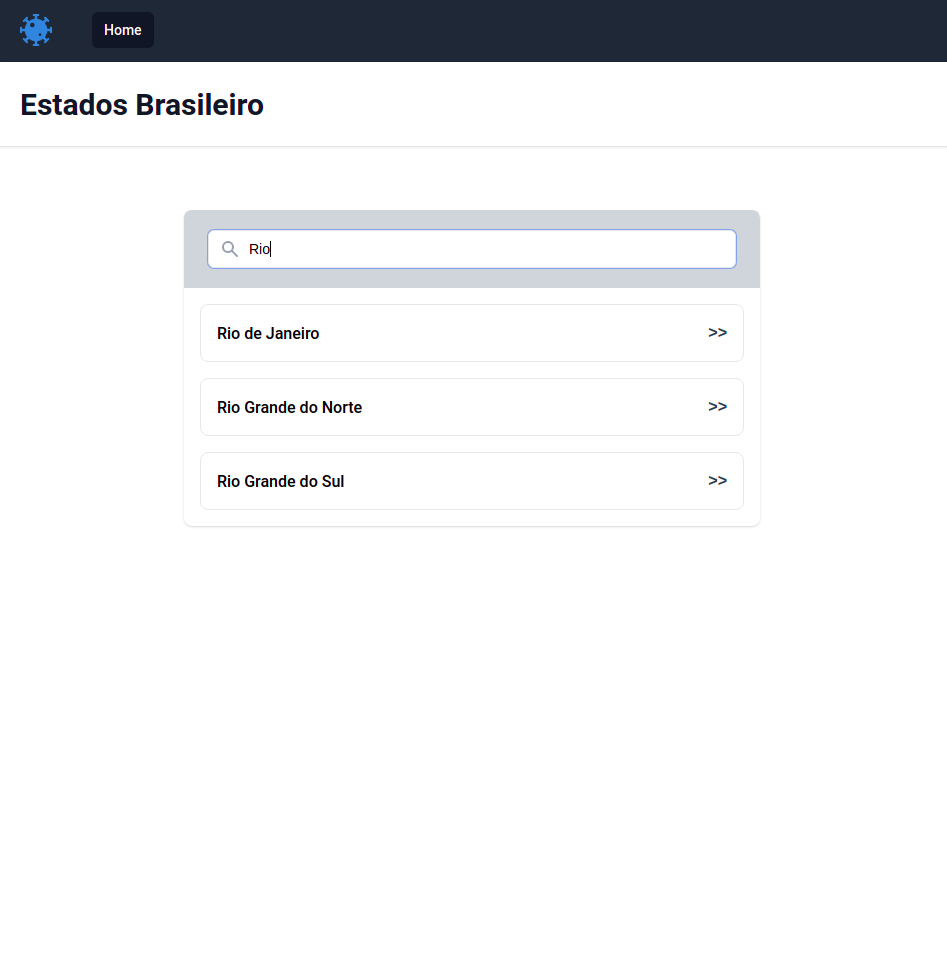 Home
Estados Brasileiro
Rio
Rio de Janeiro >>
Rio Grande do Norte >>
Rio Grande do Sul >>